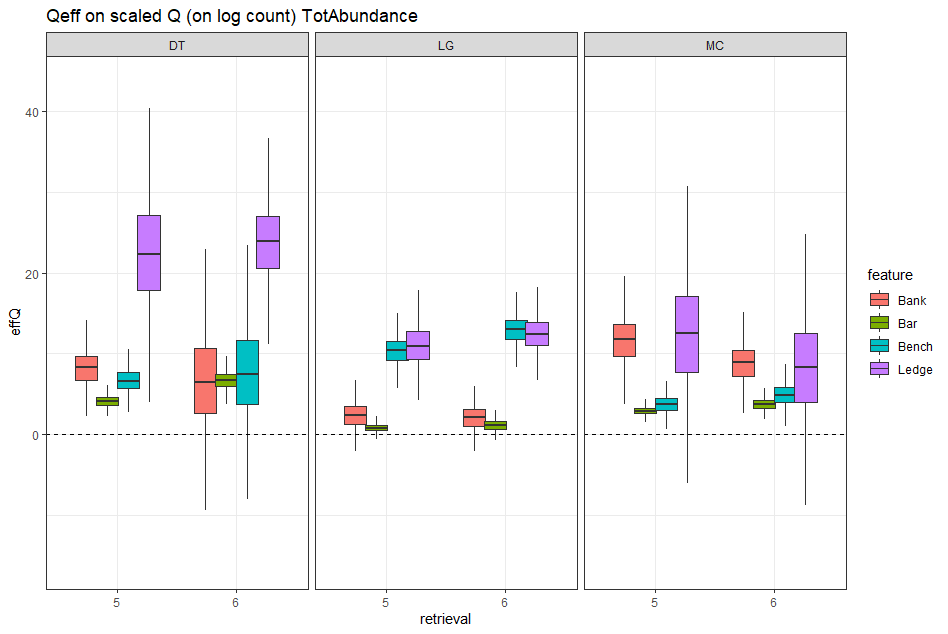 Qeff on scaled Q (on log count) TotAbundance
DT
LG
MC
40
20
0
effQ
5
6
5
6
5
6
retrieval
feature
Bank
Bar
Bench
Ledge